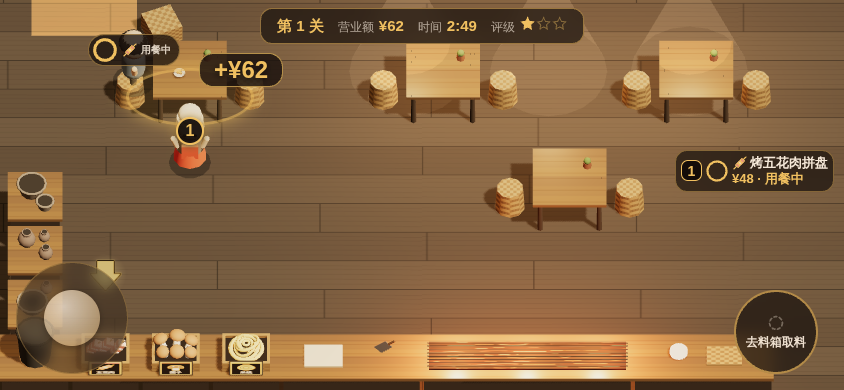 第 1 关 营业额 ¥62 时间 2:49 评级
用餐中
+¥62
1
1 烤五花肉拼盘
¥48 · 用餐中
去料箱取料